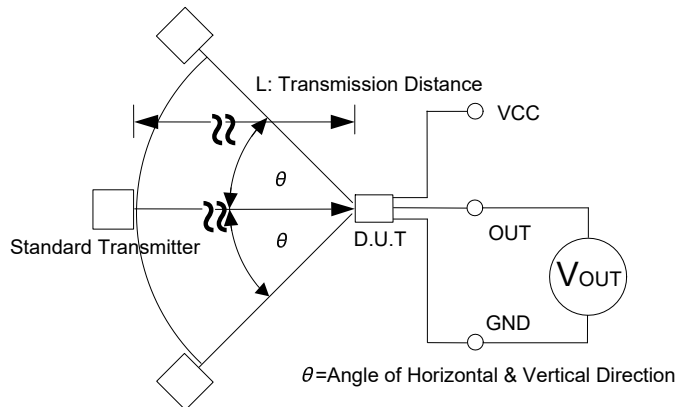 L: Transmission Distance
VCC
θ
θ
Standard Transmitter
D.U.T
OUT
VOUT
GND
θ=Angle of Horizontal & Vertical Direction